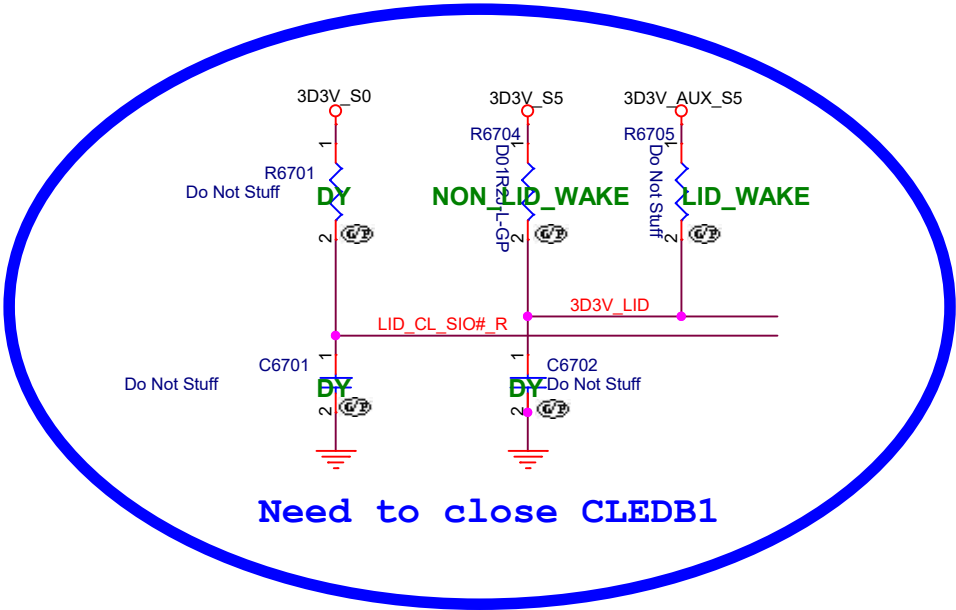 3D3V_S0
3D3V_S5
3D3V_AUX_S5
1
1
1
R6704
R6705
R6701
Do Not Stuff
DY
NON_LID_WAKE
LID_WAKE
Do Not Stuff
2
G/P
2
G/P
2
G/P
3D3V_LID
LID_CL_SIO#_R
1
1
C6701
C6702
Do Not Stuff
DY
DY
Do Not Stuff
2
G/P
2
G/P
Need to close CLEDB1